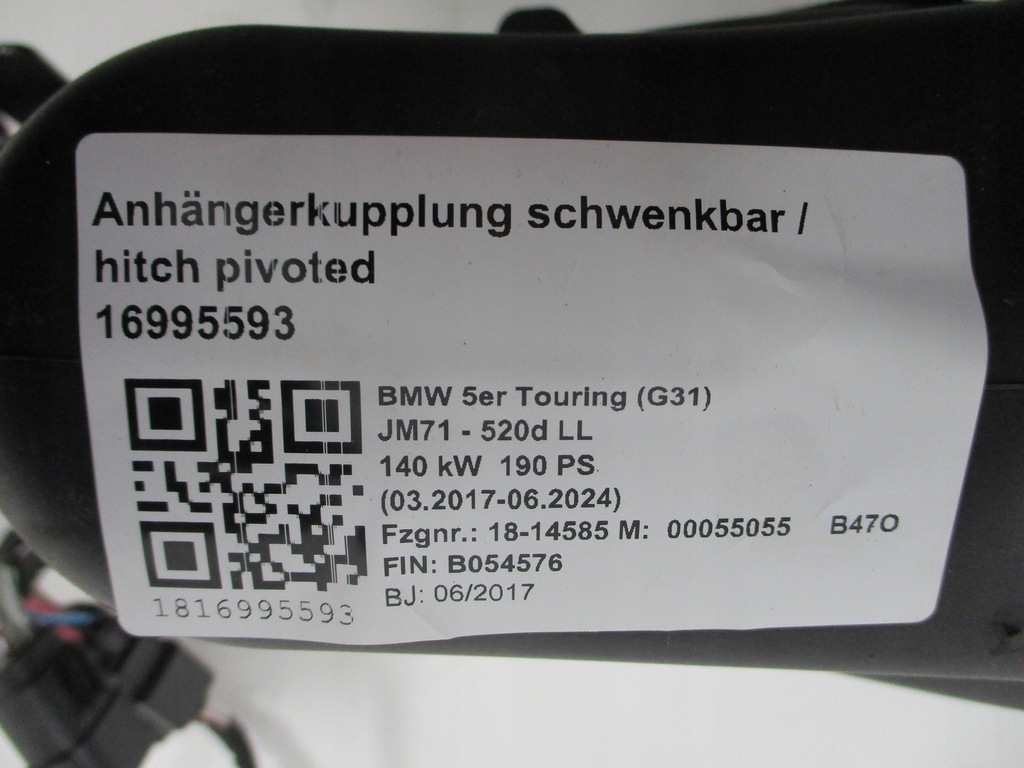 Anhängerkupplung schwenkbar /
hitch pivoted
16995593
BMW 5er Touring (G31)
JM71 - 520d LL
140 kW 190 PS
(03.2017-06.2024)
Fzgnr.: 18-14585 M: 00055055 B47O
FIN: B054576
BJ: 06/2017
1816995593